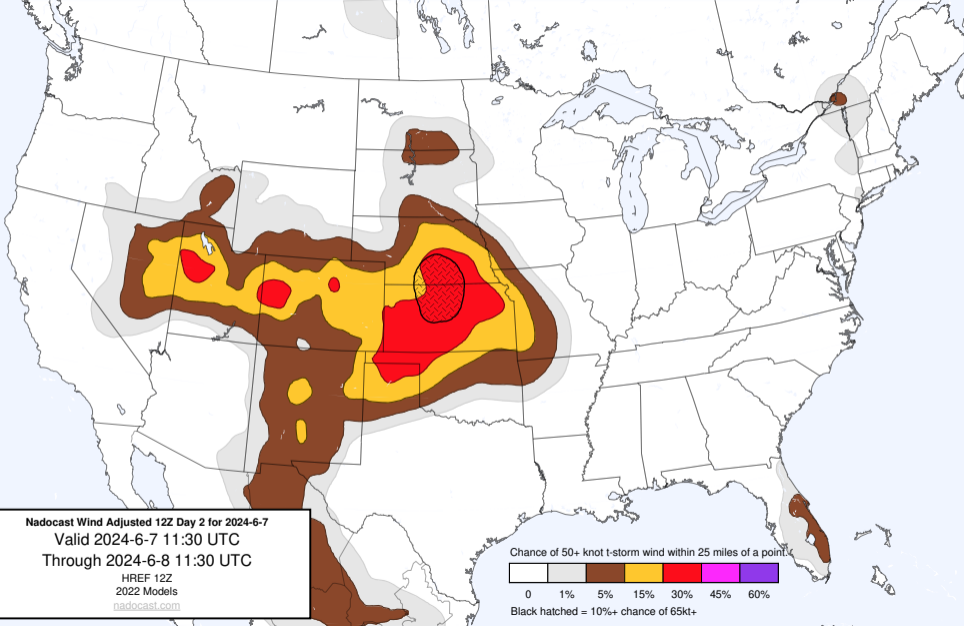 Nadocast Wind Adjusted 12Z Day 2 for 2024-6-7
Valid 2024-6-7 11:30 UTC
Through 2024-6-8 11:30 UTC
HREF 12Z
2022 Models
nadocast.com
Chance of 50+ knot t-storm wind within 25 miles of a point.
0 1% 5% 15% 30% 45% 60%
Black hatched = 10%+ chance of 65kt+